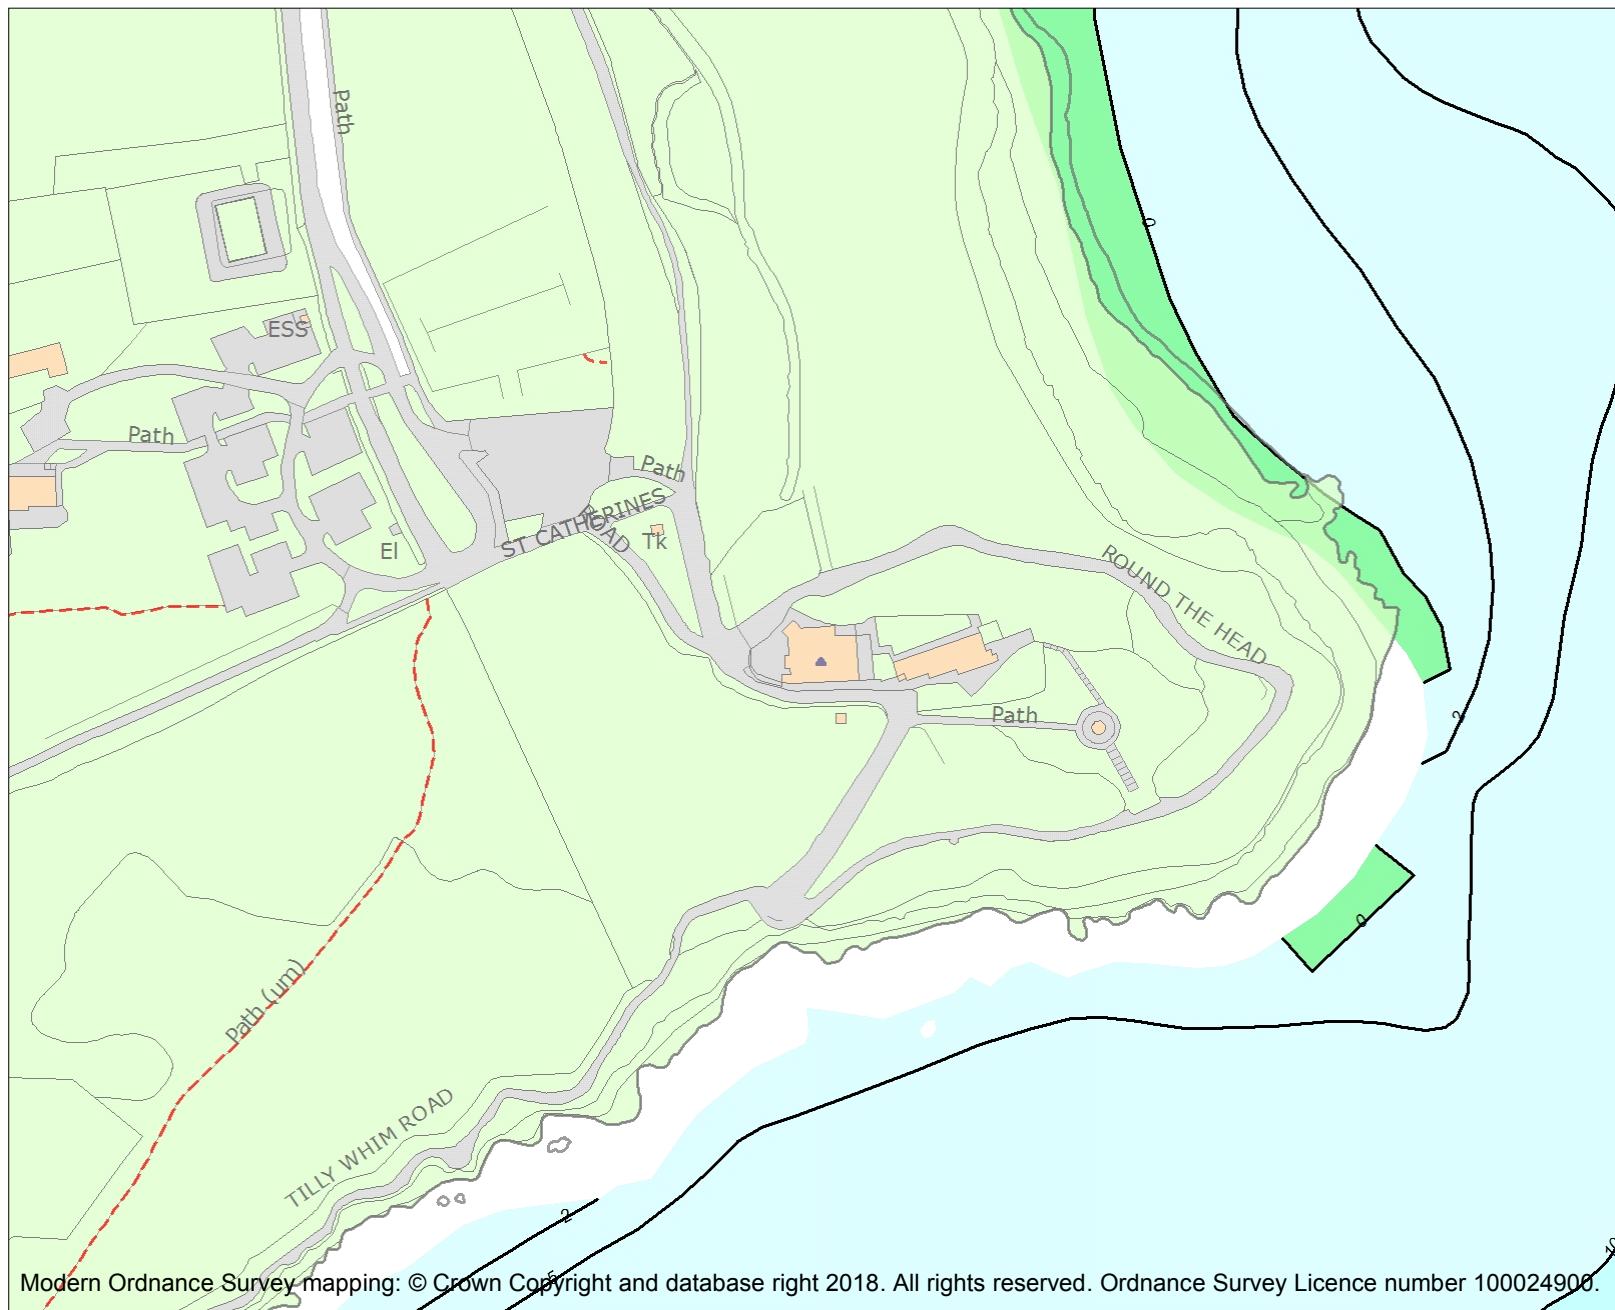 Path
0
ESS
Path
Path
ST CATHERINES
ROAD
Tk
El
ROUND THE HEAD
Path
2
0
Path (um)
TILLY WHIM ROAD
2
5
10
Modern Ordnance Survey mapping: © Crown Copyright and database right 2018. All rights reserved. Ordnance Survey Licence number 100024900.